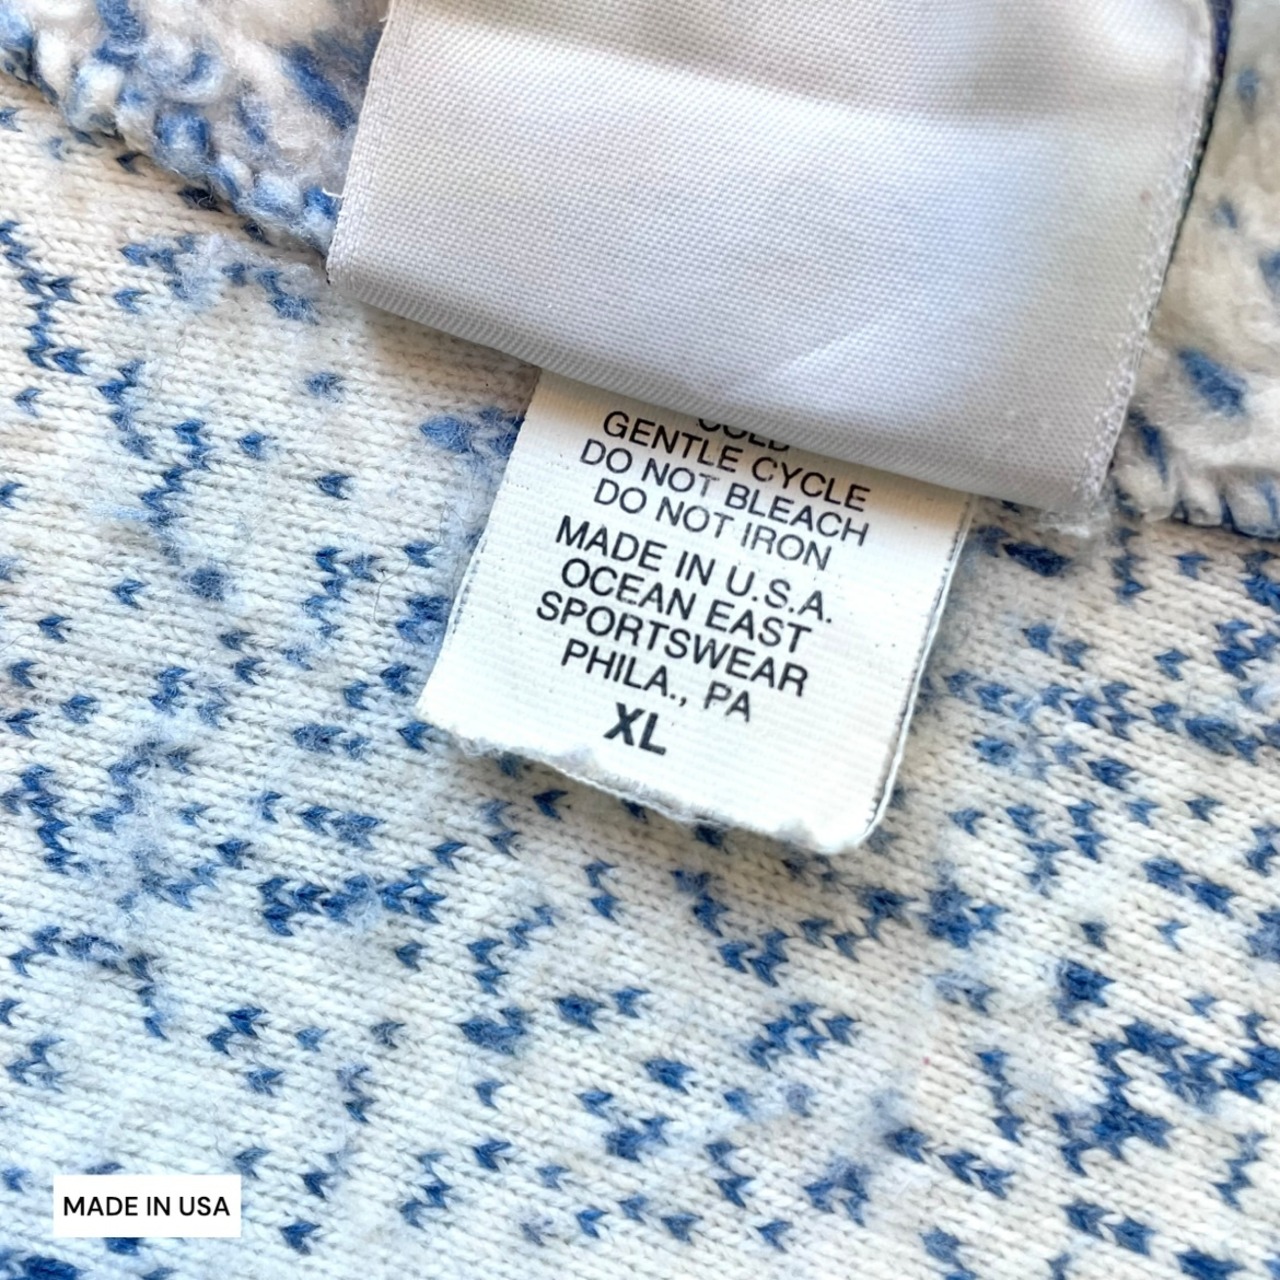 COLD
GENTLE CYCLE
DO NOT BLEACH
DO NOT IRON
MADE IN U.S.A.
OCEAN EAST
SPORTSWEAR
PHILA., PA
XL
MADE IN USA